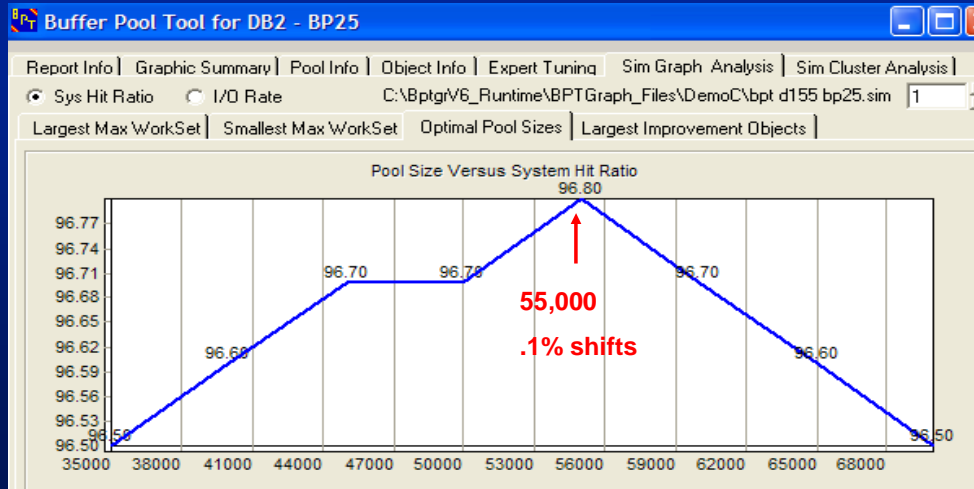 Buffer Pool Tool for DB2 - BP25
Report Info Graphic Summary Pool Info Object Info Expert Tuning Sim Graph Analysis Sim Cluster Analysis
Sys Hit Ratio I/O Rate C:\BptgrV6_Runtime\BPTGraph_Files\DemoC\bpt d155 bp25.sim 1
Largest Max WorkSet Smallest Max WorkSet Optimal Pool Sizes Largest Improvement Objects
Pool Size Versus System Hit Ratio
96.80
96.77
96.74
96.71 96.70 96.70 96.70
96.68
55,000
96.65
.1% shifts
96.62 96.60 96.60
96.59
96.56
96.53
96.50 96.50 96.50
35000 38000 41000 44000 47000 50000 53000 56000 59000 62000 65000 68000